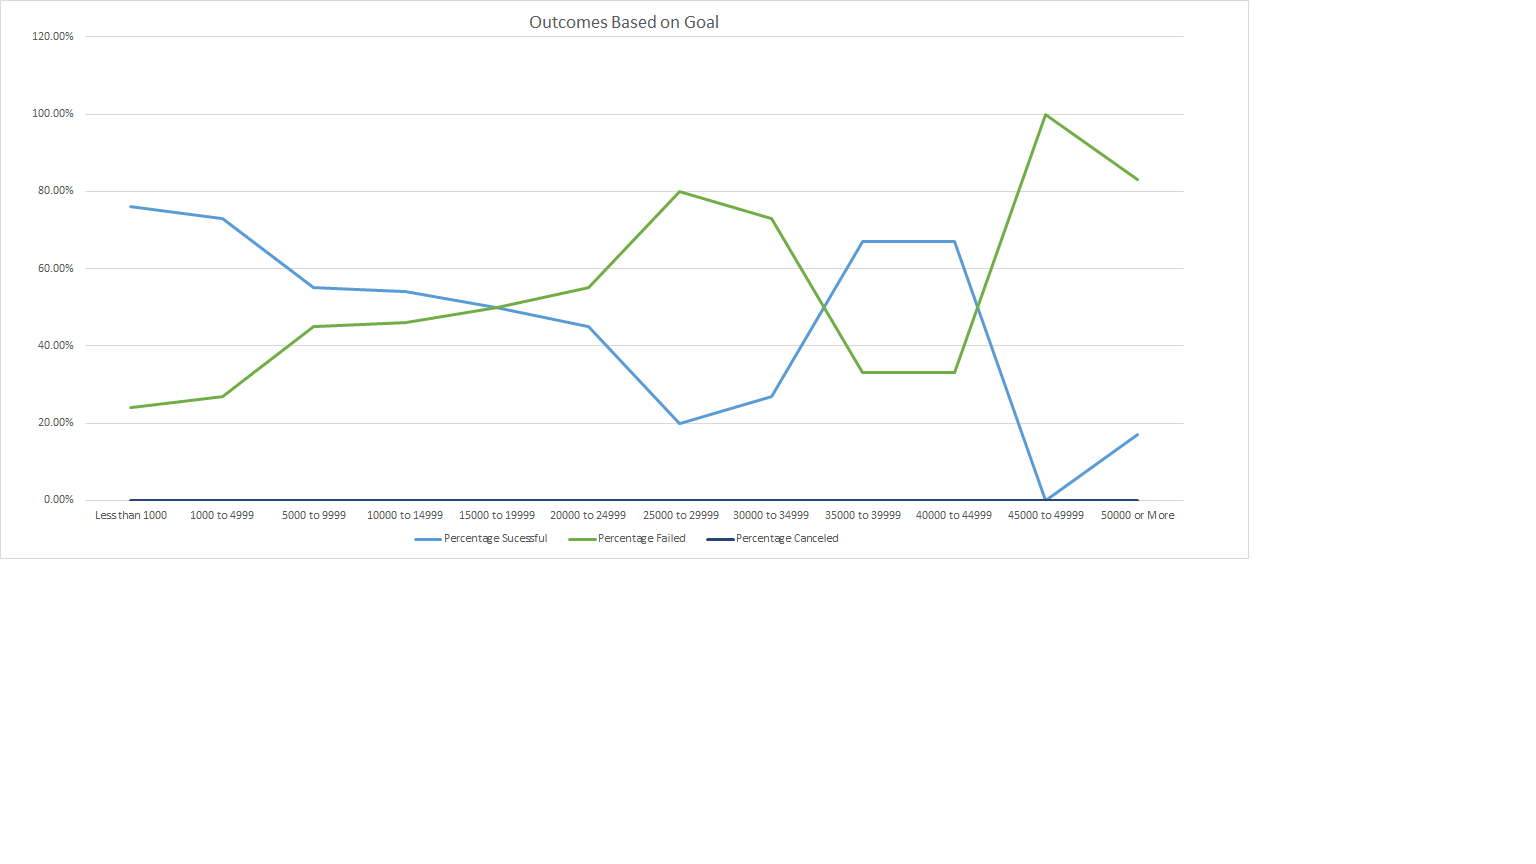 Outcomes Based on Goal
120.00%
100.00%
80.00%
60.00%
40.00%
20.00%
0.00%
Less than 1000 1000 to 4999 5000 to 9999 10000 to 14999 15000 to 19999 20000 to 24999 25000 to 29999 30000 to 34999 35000 to 39999 40000 to 44999 45000 to 49999 50000 or More
Percentage Sucessful Percentage Failed Percentage Canceled